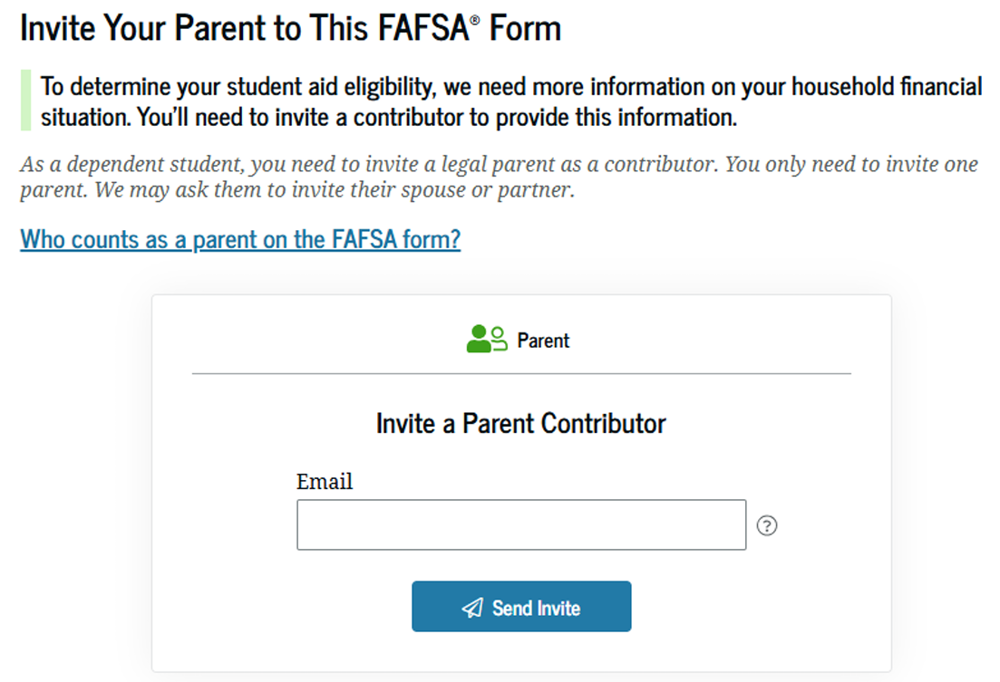 Invite Your Parent to This FAFSA® Form
To determine your student aid eligibility, we need more information on your household financial
situation. You'll need to invite a contributor to provide this information.
As a dependent student, you need to invite a legal parent as a contributor. You only need to invite one
parent. We may ask them to invite their spouse or partner.
Who counts as a parent on the FAFSA form?
Parent
Invite a Parent Contributor
Email
?
Send Invite